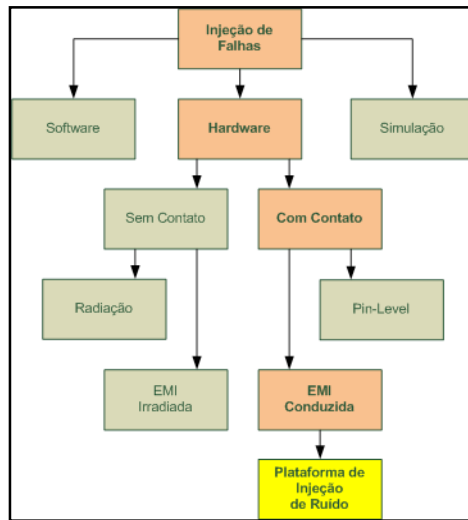 Injeção de
Falhas
Software
Hardware
Simulação
Sem Contato
Com Contato
Radiação
Pin-Level
EMI
Irradiada
EMI
Conduzida
Plataforma de
Injeção
de Ruído